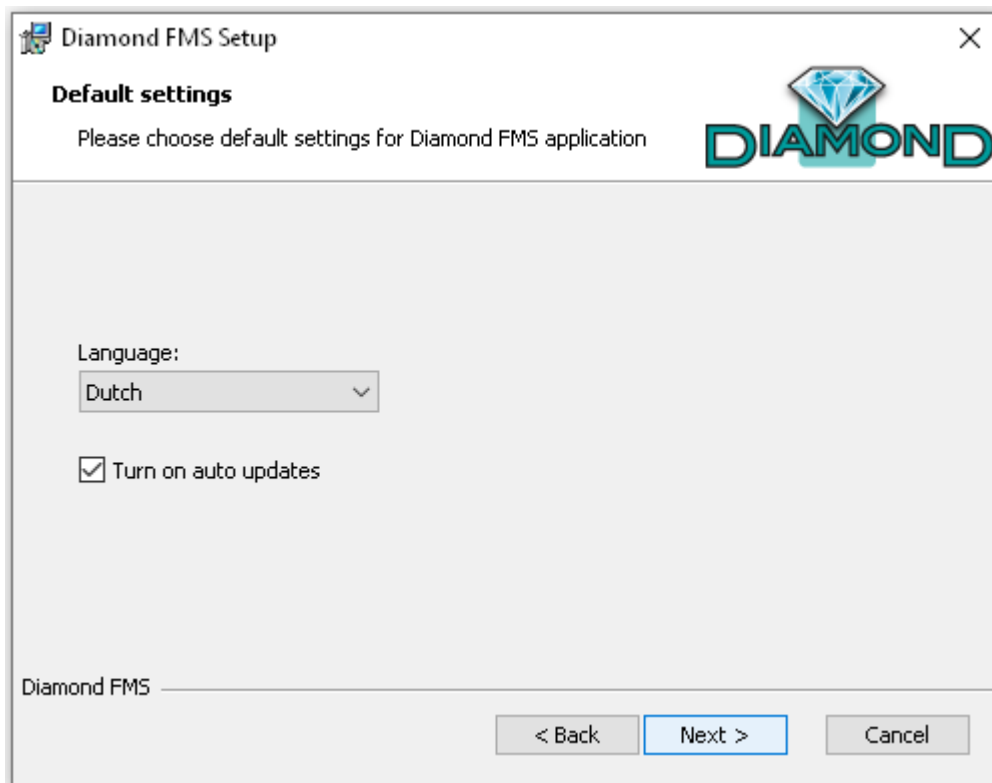 Diamond FMS Setup
Default settings
Please choose default settings for Diamond FMS application
DIAMOND
Language:
Dutch
Turn on auto updates
Diamond FMS
< Back Next > Cancel